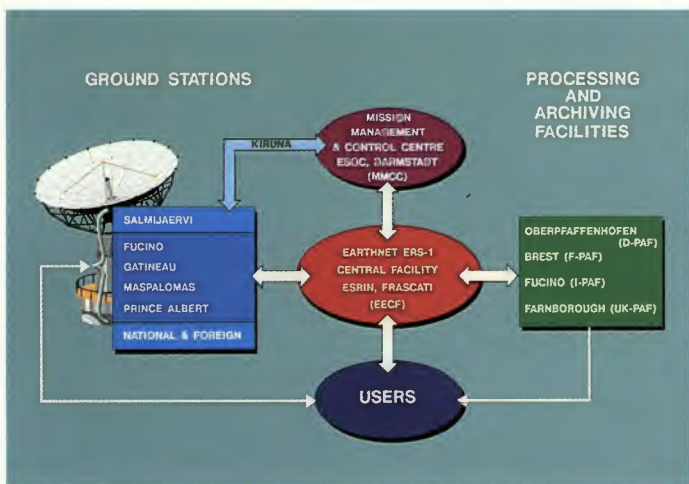 GROUND STATIONS
PROCESSING
AND
ARCHIVING
FACILITIES
MISSION
MANAGEMENT
& CONTROL CENTRE
ESOC, DARMSTADT
(MMCC)
KIRUNA
SALMIJAERVI
FUCINO
GATINEAU
MASPALOMAS
PRINCE ALBERT
NATIONAL & FOREIGN
EARTHNET ERS-1
CENTRAL FACILITY
ESRIN, FRASCATI
(EECF)
OBERPFAFFENHOFEN
(D-PAF)
BREST (F-PAF)
FUCINO (I-PAF)
FARNBOROUGH (UK-PAF)
USERS